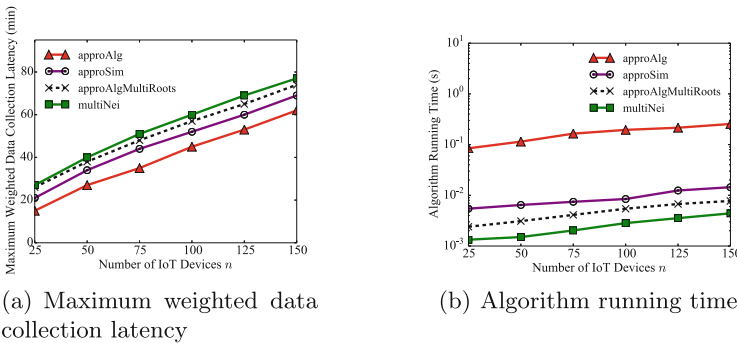 Maximum Weighted Data Collection Latency (min)
80
60
40
20
0
approAlg
approSim
approAlgMultiRoots
multiNei
25 50 75 100 125 150
Number of IoT Devices n
(a) Maximum weighted data
collection latency
Algorithm Running Time (s)
10^1
10^0
10^-1
10^-2
10^-3
approAlg
approSim
approAlgMultiRoots
multiNei
25 50 75 100 125 150
Number of IoT Devices n
(b) Algorithm running time